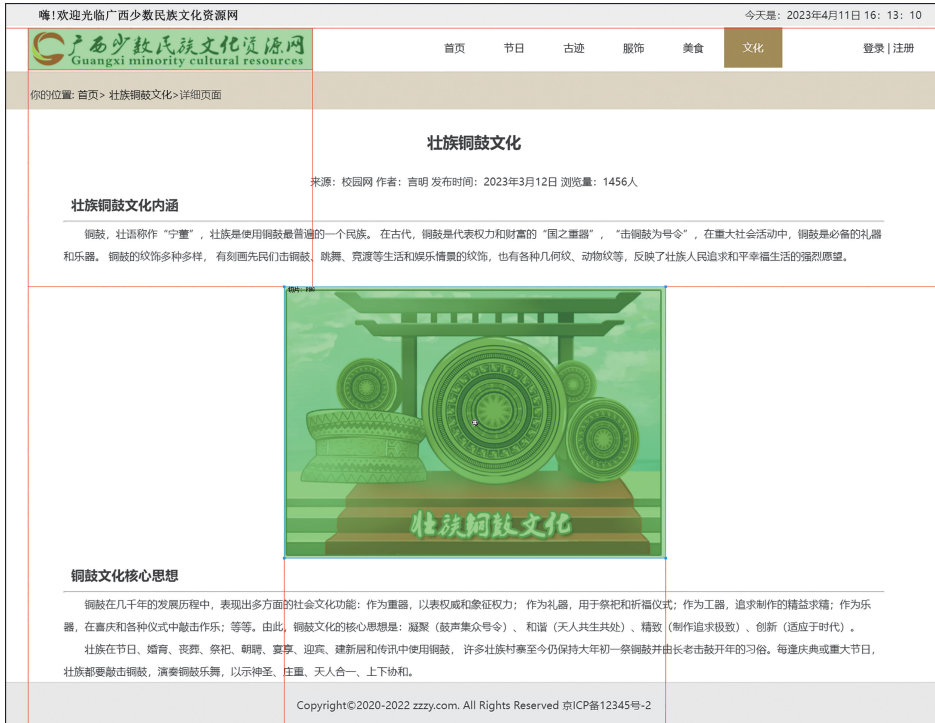 嗨!欢迎光临广西少数民族文化资源网 今天是：2023年4月11日 16：13：10
广西少数民族文化资源网
Guangxi minority cultural resources
首页 节日 古迹 服饰 美食 文化 登录 | 注册
你的位置: 首页> 壮族铜鼓文化>详细页面
壮族铜鼓文化
来源：校园网 作者：言明 发布时间：2023年3月12日 浏览量：1456人
壮族铜鼓文化内涵
铜鼓，壮语称作“宁董”，壮族是使用铜鼓最普遍的一个民族。 在古代，铜鼓是代表权力和财富的“国之重器”，“击铜鼓为号令”，在重大社会活动中，铜鼓是必备的礼器
和乐器。 铜鼓的纹饰多种多样， 有刻画先民们击铜鼓、跳舞、竞渡等生活和娱乐情景的纹饰，也有各种几何纹、动物纹等，反映了壮族人民追求和平幸福生活的强烈愿望。
壮族铜鼓文化
铜鼓文化核心思想
铜鼓在几千年的发展历程中，表现出多方面的社会文化功能：作为重器，以表权威和象征权力； 作为礼器，用于祭祀和祈福仪式；作为工器，追求制作的精益求精；作为乐
器，在喜庆和各种仪式中敲击作乐；等等。由此，铜鼓文化的核心思想是：凝聚（鼓声集众号令）、和谐（天人共生共处）、精致（制作追求极致）、创新（适应于时代）。
壮族在节日、婚育、丧葬、祭祀、朝聘、宴享、迎宾、建新居和传讯中使用铜鼓， 许多壮族村寨至今仍保持大年初一祭铜鼓并由长老击鼓开年的习俗。每逢庆典或重大节日，
壮族都要敲击铜鼓，演奏铜鼓乐舞，以示神圣、庄重、天人合一、上下协和。
Copyright©2020-2022 zzzy.com. All Rights Reserved 京ICP备12345号-2